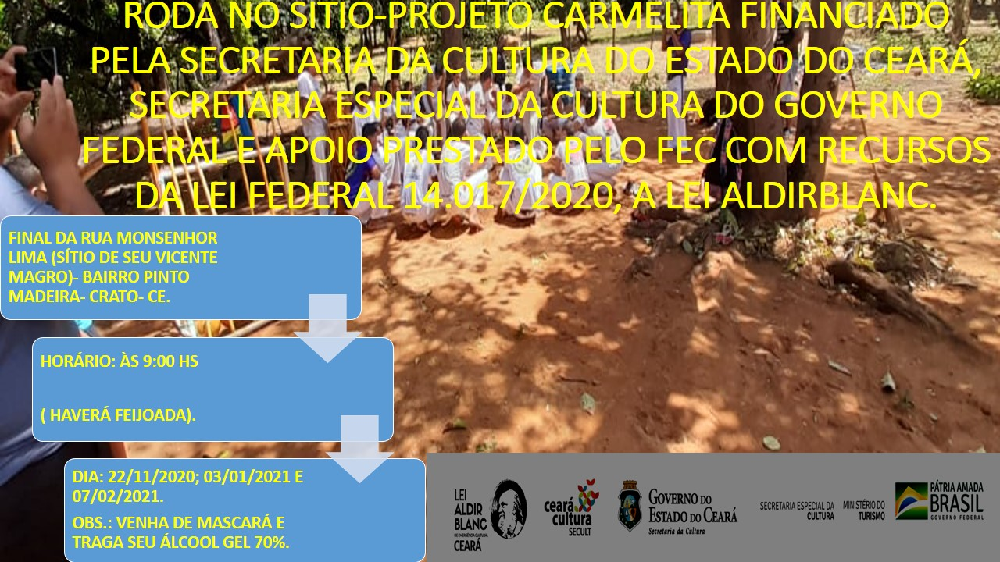 RODA NO SÍTIO-PROJETO CARMELITA FINANCIADO
PELA SECRETARIA DA CULTURA DO ESTADO DO CEARÁ,
SECRETARIA ESPECIAL DA CULTURA DO GOVERNO
FEDERAL E APOIO PRESTADO PELO FEC COM RECURSOS
DA LEI FEDERAL 14.017/2020, A LEI ALDIRBLANC.
FINAL DA RUA MONSENHOR
LIMA (SÍTIO DE SEU VICENTE
MAGRO)- BAIRRO PINTO
MADEIRA- CRATO- CE.
HORÁRIO: ÀS 9:00 HS
( HAVERÁ FEIJOADA).
DIA: 22/11/2020; 03/01/2021 E
07/02/2021.
OBS.: VENHA DE MASCARÁ E
TRAGA SEU ÁLCOOL GEL 70%.
LEI
ALDIR
BLANC
DE EMERGÊNCIA CULTURAL
CEARÁ
ceará
cultura
SECULT
GOVERNO DO
ESTADO DO CEARÁ
Secretaria da Cultura
SECRETARIA ESPECIAL DA
CULTURA
MINISTÉRIO DO
TURISMO
PÁTRIA AMADA
BRASIL
GOVERNO FEDERAL